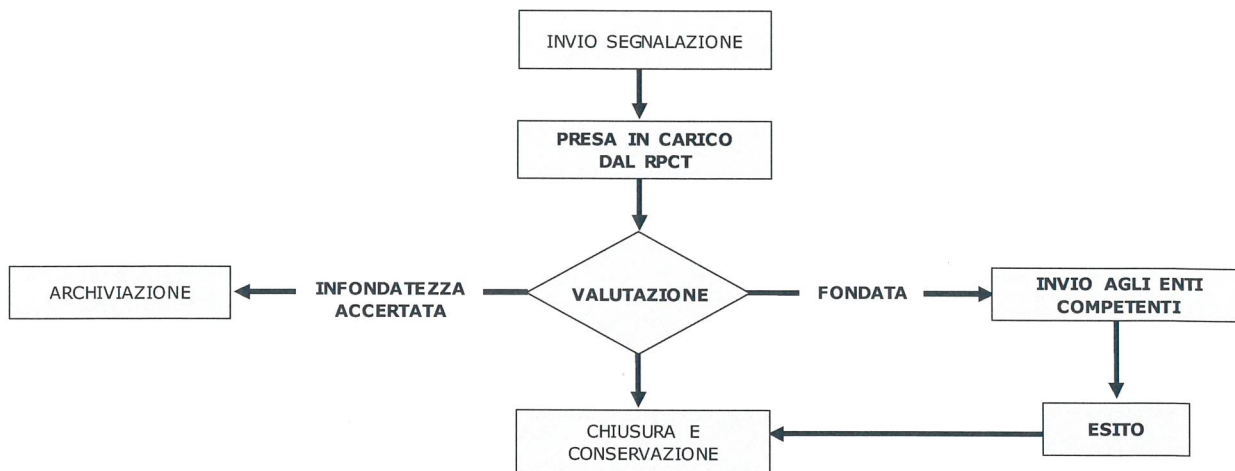 INVIO SEGNALAZIONE
PRESA IN CARICO
DAL RPCT
ARCHIVIAZIONE
INFONDATEZZA
ACCERTATA
VALUTAZIONE
FONDATA
INVIO AGLI ENTI
COMPETENTI
CHIUSURA E
CONSERVAZIONE
ESITO